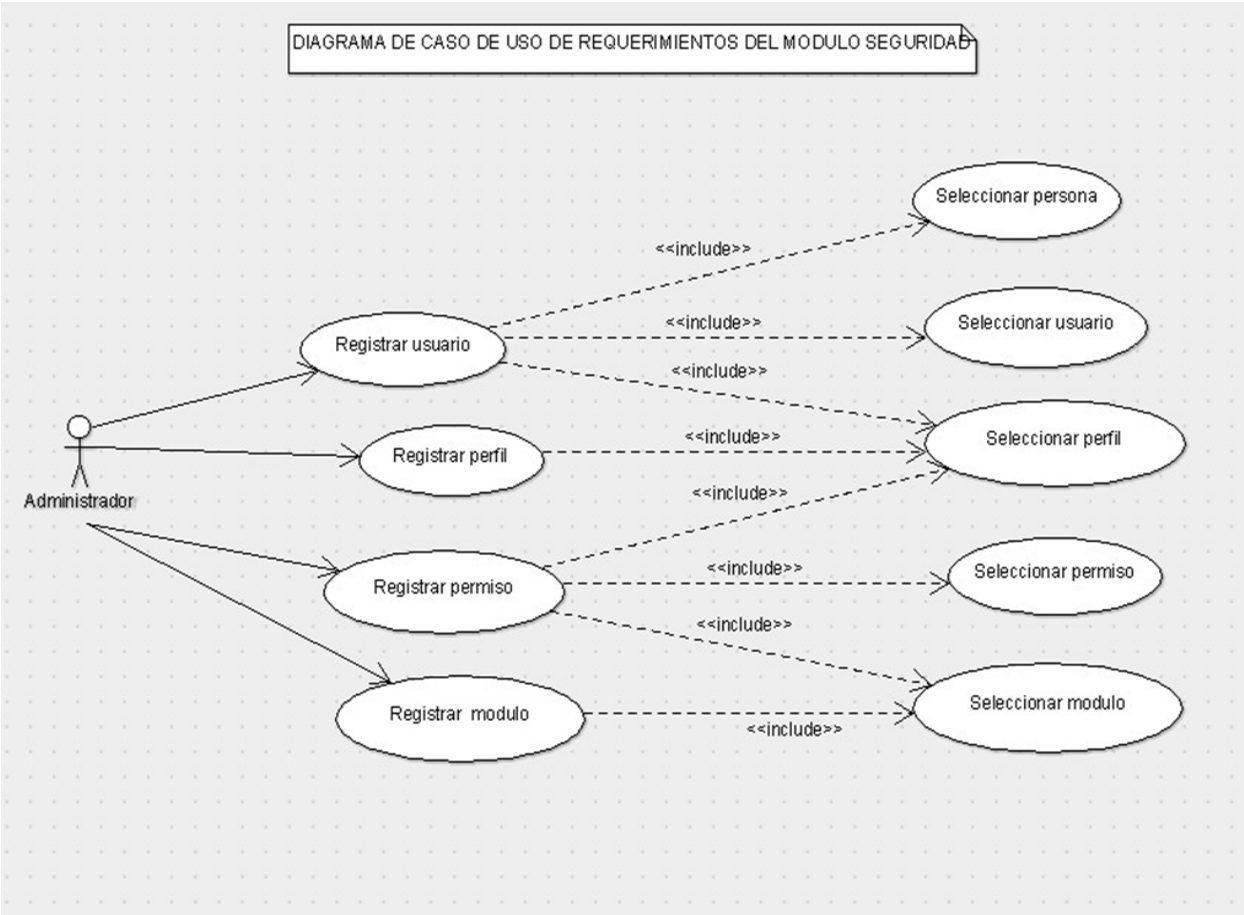 DIAGRAMA DE CASO DE USO DE REQUERIMIENTOS DEL MODULO SEGURIDAD
Seleccionar persona
<<include>>
Seleccionar usuario
<<include>>
Registrar usuario
<<include>>
Seleccionar perfil
<<include>>
Registrar perfil
<<include>>
Administrador
Seleccionar permiso
<<include>>
Registrar permiso
<<include>>
Seleccionar modulo
Registrar modulo
<<include>>